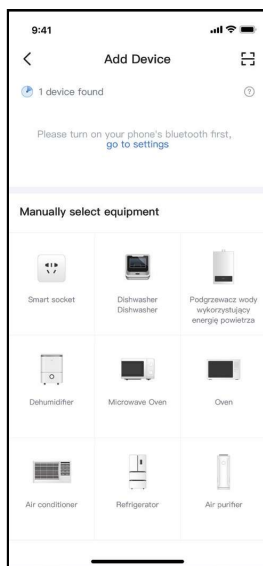 9:41
Add Device
1 device found
Please turn on your phone's bluetooth first,
go to settings
Manually select equipment
Smart socket
Dishwasher
Dishwasher
Podgrzewacz wody
wykorzystujący
energię powietrza
Dehumidifier
Microwave Oven
Oven
Air conditioner
Refrigerator
Air purifier